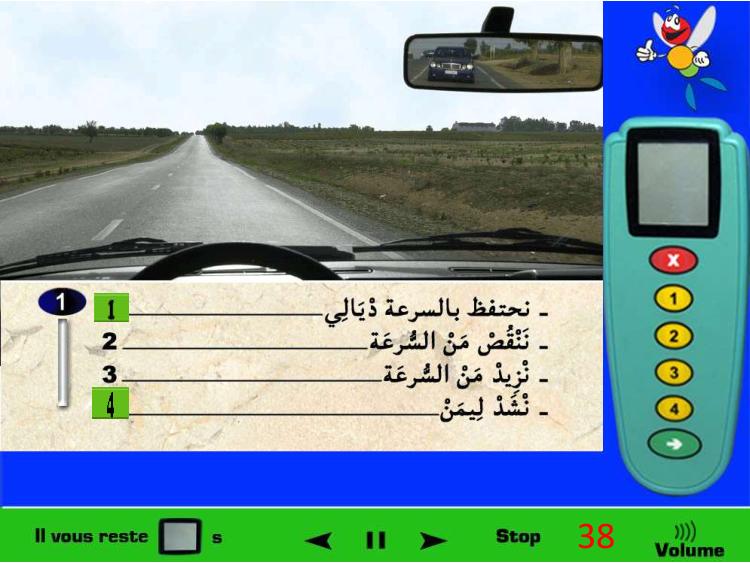 1
ـ نحتفظ بالسرعة دْيَالِي 1
ـ نَنْقُصْ مَنْ السُّرعَة 2
ـ نْزِيدْ مَنْ السُّرعَة 3
ـ نْشَدْ لِيمَنْ 4
X
1
2
3
4
Il vous reste s
Stop
38
Volume